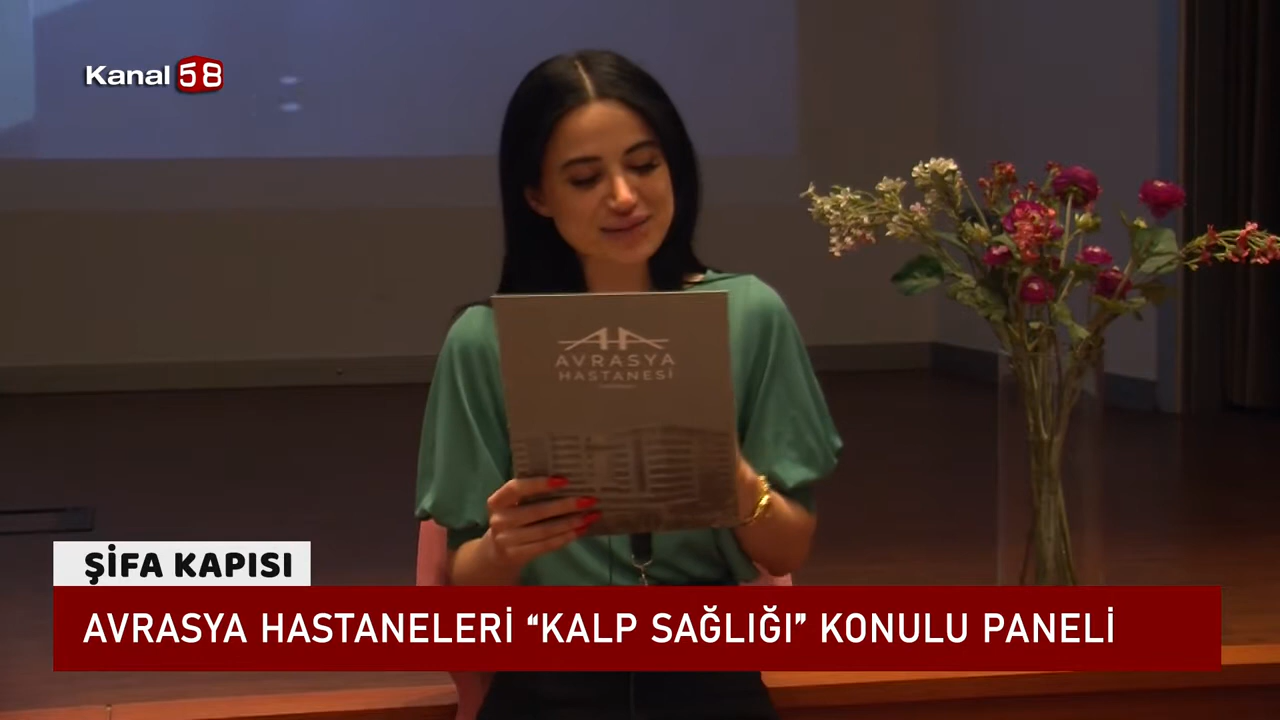 Kanal 58
AVRASYA
HASTANESİ
ŞİFA KAPISI
AVRASYA HASTANELERİ “KALP SAĞLIĞI” KONULU PANELİ